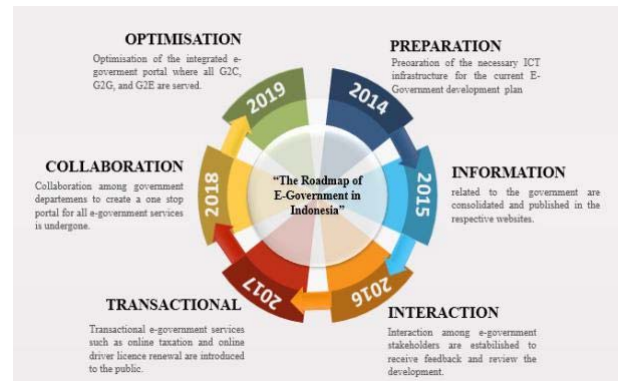 OPTIMISATION
Optimisation of the integrated e-
goverment portal where all G2C,
G2G, and G2E are served.
PREPARATION
Preoaration of the necessary ICT
infrastructure for the current E-
Government development plan
2019
2014
COLLABORATION
Collaboration among government
departemens to create a one stop
portal for all e-government services
is undergone.
2018
“The Roadmap of
E-Government in
Indonesia”
2015
INFORMATION
related to the government are
consolidated and published in the
respective websites.
2017
2016
TRANSACTIONAL
Transactional e-government services
such as online taxation and online
driver licence renewal are introduced
to the public.
INTERACTION
Interaction among e-government
stakeholders are estabilished to
receive feedback and review the
development.